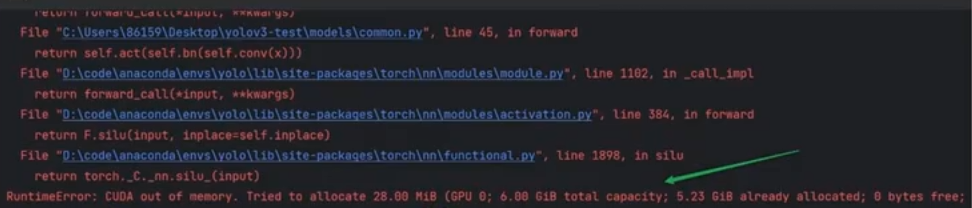 return forward_call(*input, **kwargs)
File "C:\Users\86159\Desktop\yolov3-test\models\common.py", line 45, in forward
return self.act(self.bn(self.conv(x)))
File "D:\code\anaconda\envs\yolo\lib\site-packages\torch\nn\modules\module.py", line 1102, in _call_impl
return forward_call(*input, **kwargs)
File "D:\code\anaconda\envs\yolo\lib\site-packages\torch\nn\modules\activation.py", line 384, in forward
return F.silu(input, inplace=self.inplace)
File "D:\code\anaconda\envs\yolo\lib\site-packages\torch\nn\functional.py", line 1898, in silu
return torch._C._nn.silu_(input)
RuntimeError: CUDA out of memory. Tried to allocate 28.00 MiB (GPU 0; 6.00 GiB total capacity; 5.23 GiB already allocated; 0 bytes free;